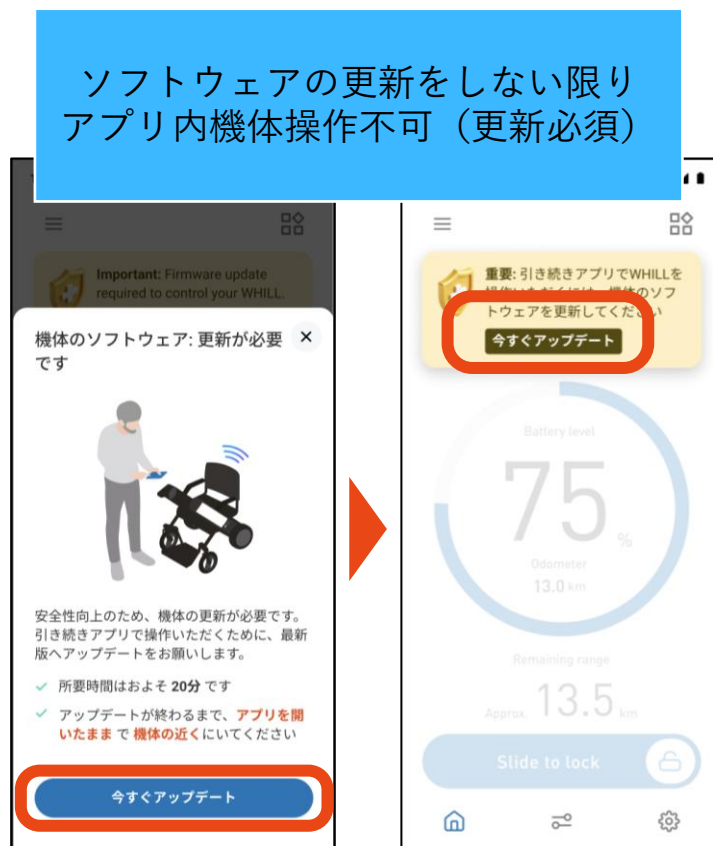 ソフトウェアの更新をしない限り
アプリ内機体操作不可（更新必須）
Important: Firmware update
required to control your WHILL.
機体のソフトウェア: 更新が必要
です
安全性向上のため、機体の更新が必要です。
引き続きアプリで操作いただくために、最新
版へアップデートをお願いします。
所要時間はおよそ 20分 です
アップデートが終わるまで、アプリを開
いたまま で 機体の近くにいてください
今すぐアップデート
重要: 引き続きアプリでWHILLを
機体のソフ
トウェアを更新してください
今すぐアップデート
Battery level
75 %
Odometer
13.0 km
Remaining range
Approx. 13.5 km
Slide to lock